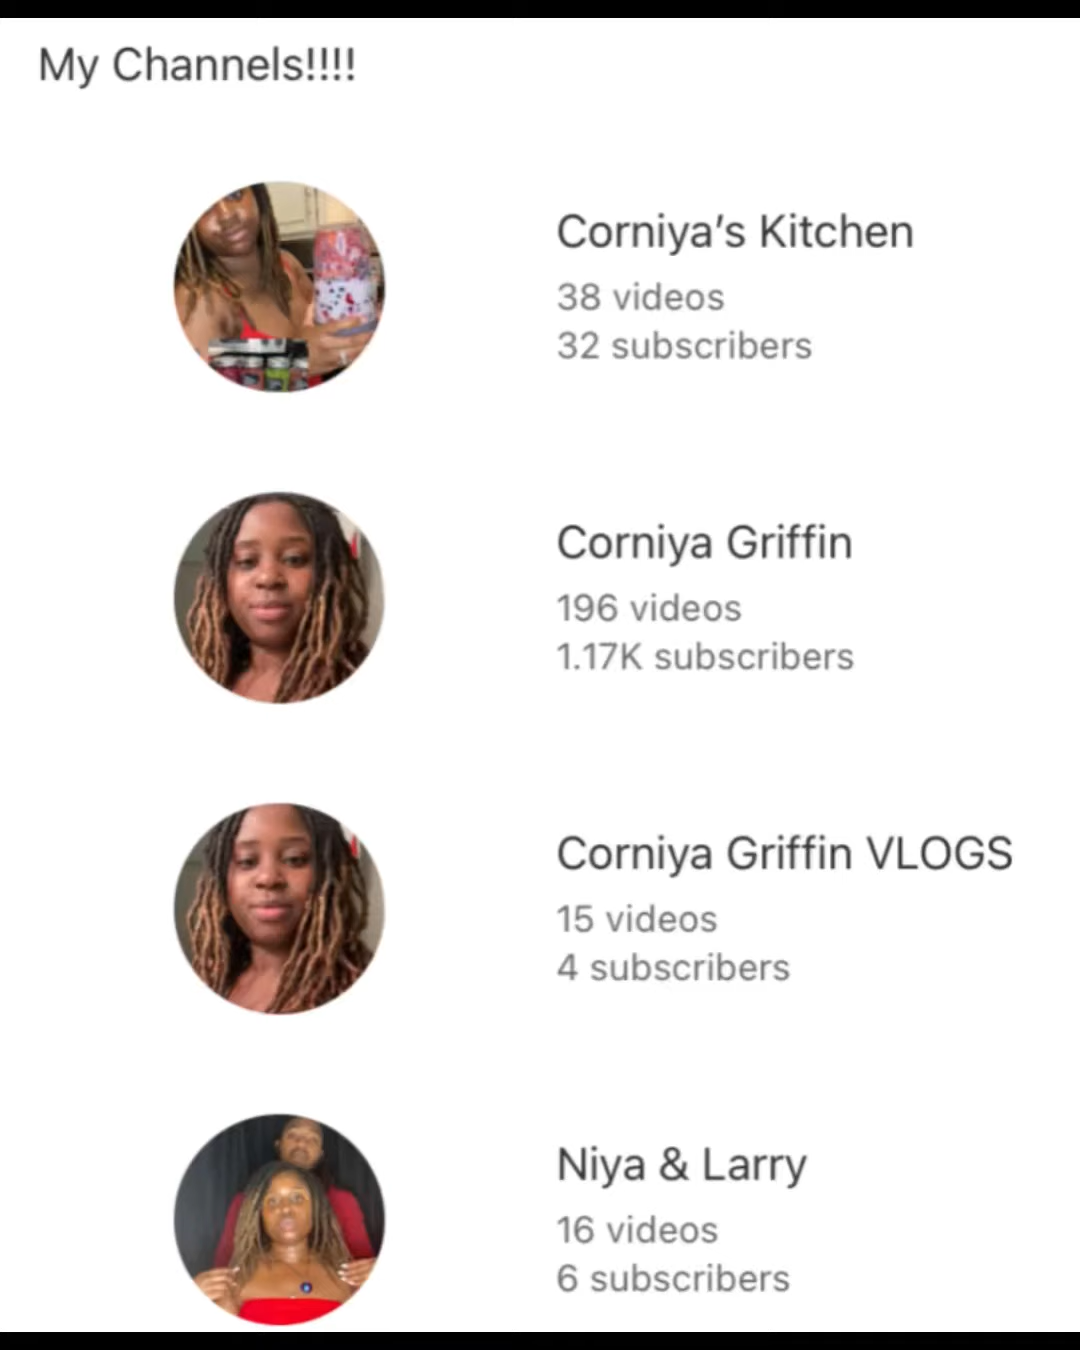 My Channels!!!!
Corniya’s Kitchen
38 videos
32 subscribers
Corniya Griffin
196 videos
1.17K subscribers
Corniya Griffin VLOGS
15 videos
4 subscribers
Niya & Larry
16 videos
6 subscribers